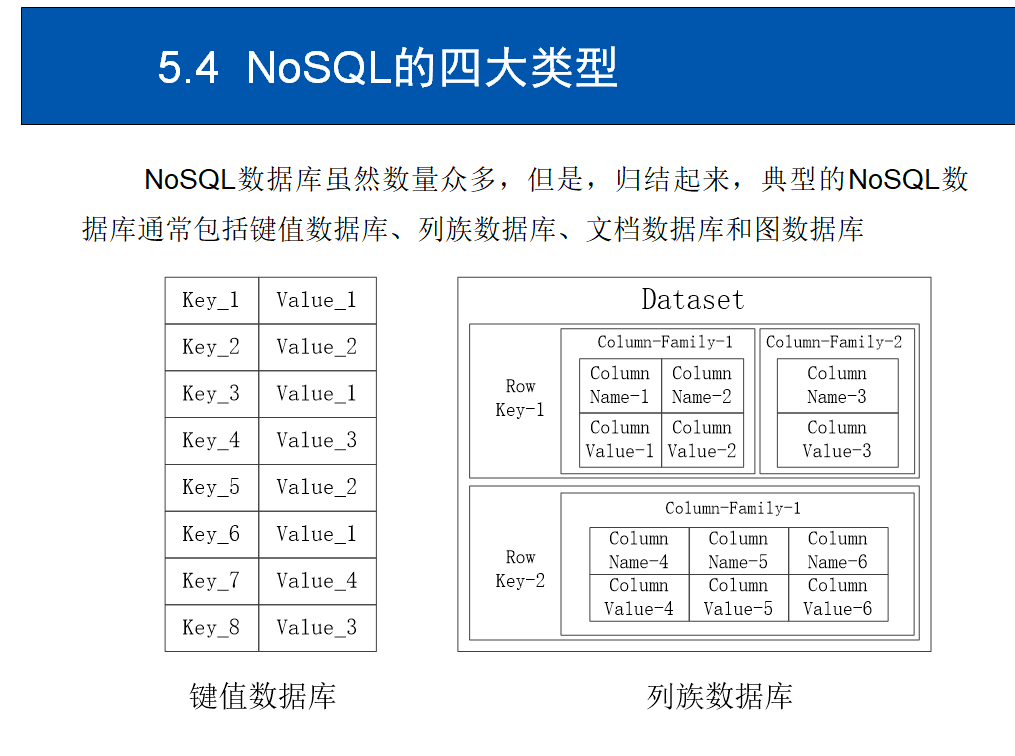 5.4 NoSQL的四大类型
NoSQL数据库虽然数量众多，但是，归结起来，典型的NoSQL数
据库通常包括键值数据库、列族数据库、文档数据库和图数据库
Key_1 Value_1
Key_2 Value_2
Key_3 Value_1
Key_4 Value_3
Key_5 Value_2
Key_6 Value_1
Key_7 Value_4
Key_8 Value_3
键值数据库
Dataset
Row
Key-1
Column-Family-1
Column Column
Name-1 Name-2
Column Column
Value-1 Value-2
Column-Family-2
Column
Name-3
Column
Value-3
Row
Key-2
Column-Family-1
Column Column Column
Name-4 Name-5 Name-6
Column Column Column
Value-4 Value-5 Value-6
列族数据库